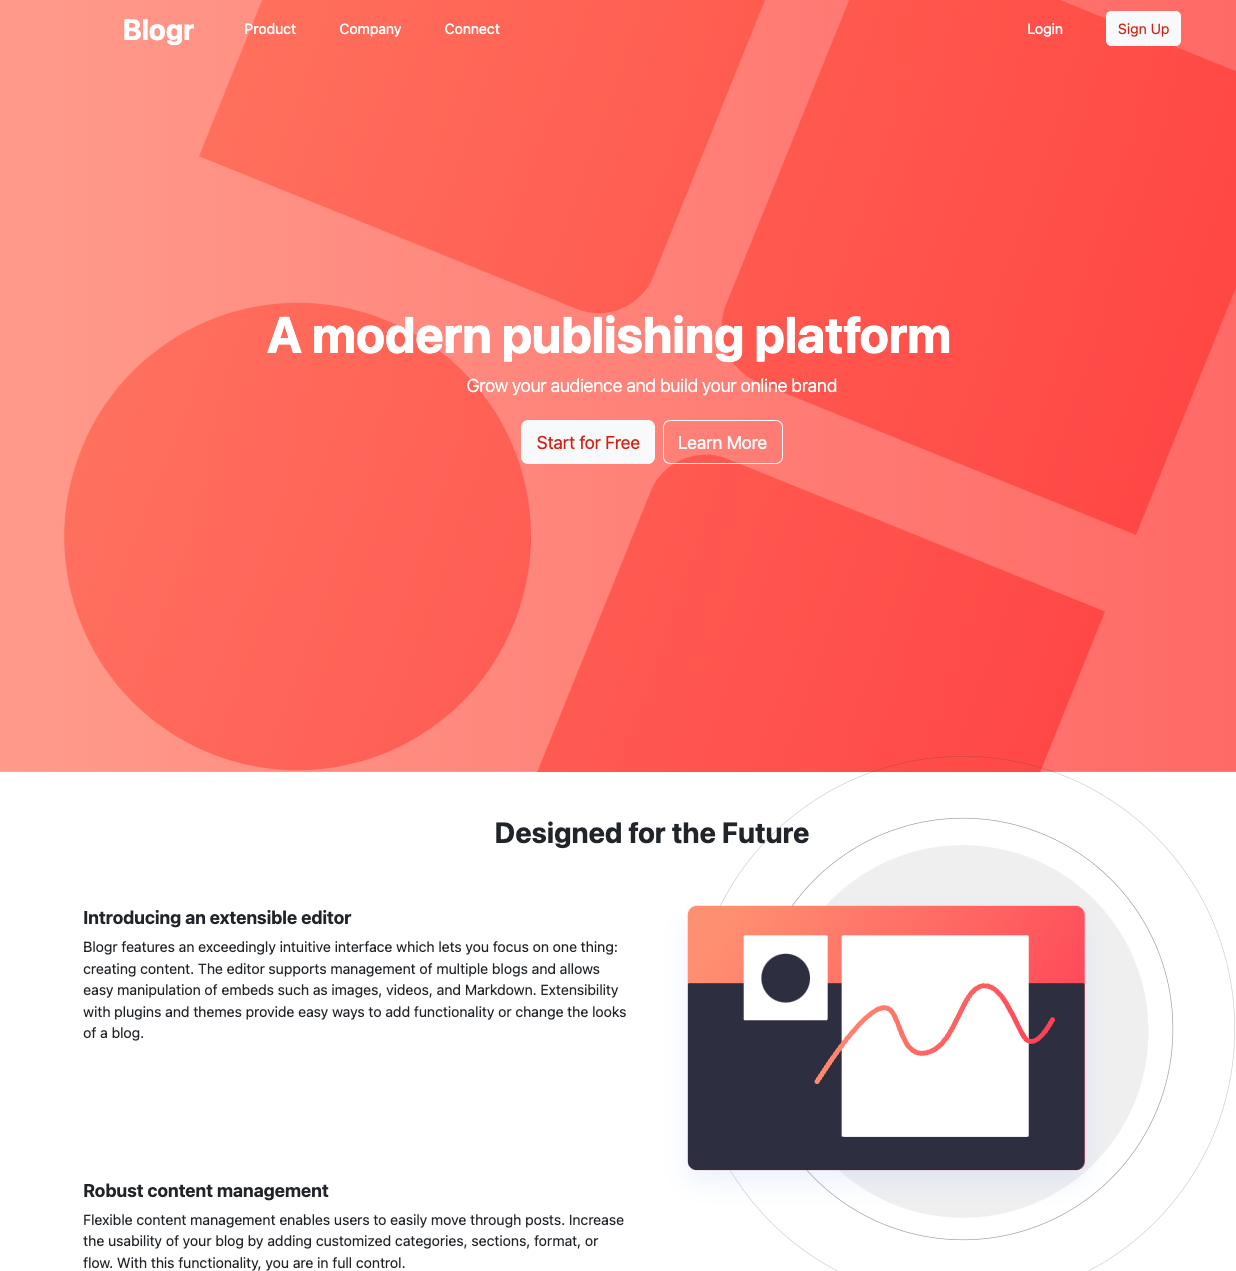 Blogr
Product
Company
Connect
Login
Sign Up
A modern publishing platform
Grow your audience and build your online brand
Start for Free
Learn More
Designed for the Future
Introducing an extensible editor
Blogr features an exceedingly intuitive interface which lets you focus on one thing:
creating content. The editor supports management of multiple blogs and allows
easy manipulation of embeds such as images, videos, and Markdown. Extensibility
with plugins and themes provide easy ways to add functionality or change the looks
of a blog.
Robust content management
Flexible content management enables users to easily move through posts. Increase
the usability of your blog by adding customized categories, sections, format, or
flow. With this functionality, you are in full control.